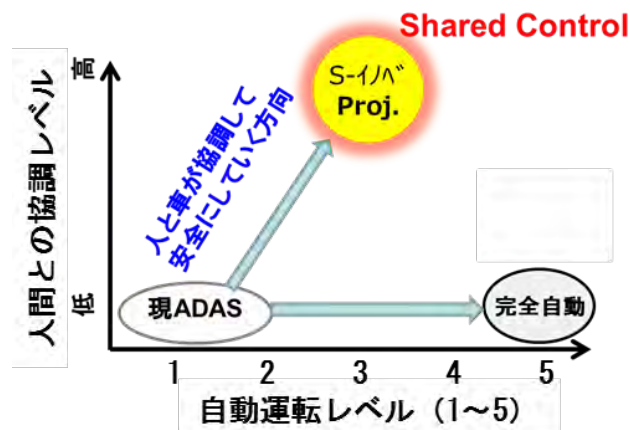 Shared Control
高
S-ｲﾉﾍﾞ
Proj.
人と車が協調して
安全にしていく方向
人間との協調レベル
低
現ADAS
完全自動
1 2 3 4 5
自動運転レベル（1～5）